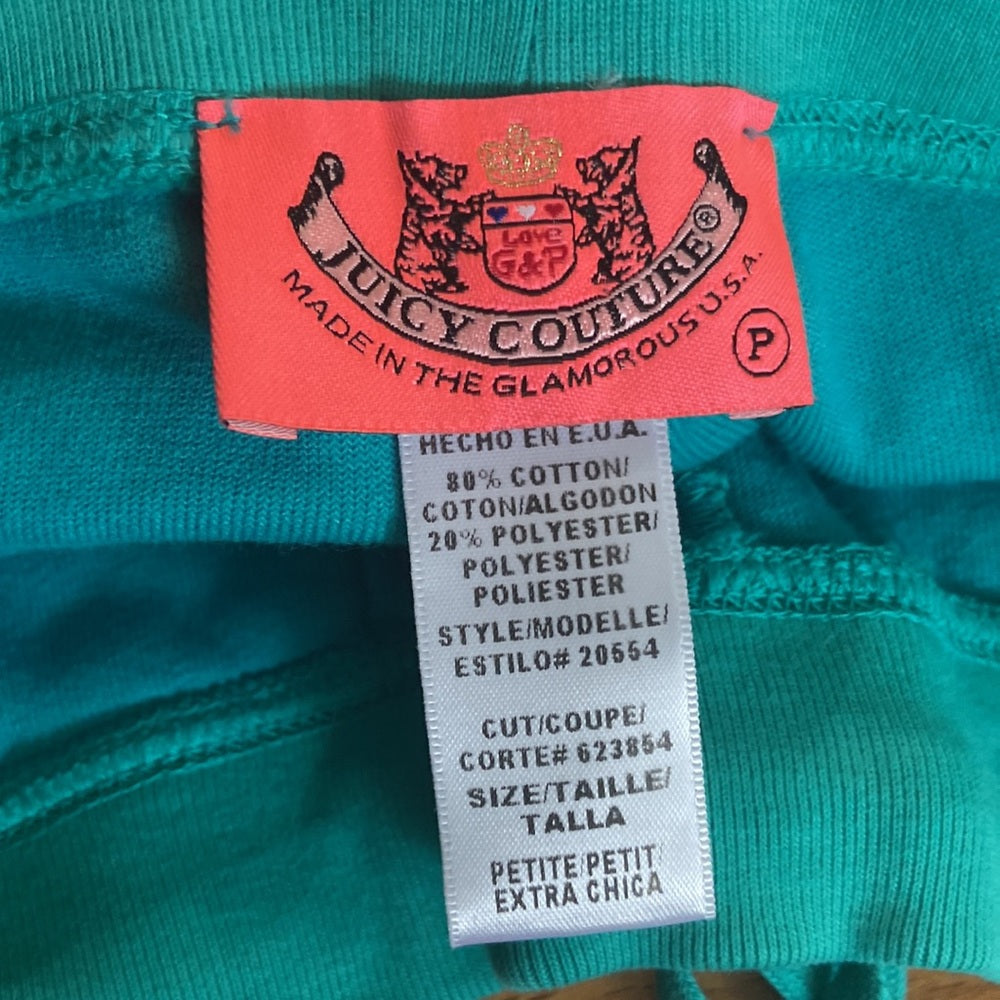 Love
G&P
JUICY COUTURE®
MADE IN THE GLAMOROUS U.S.A.
P
HECHO EN E.U.A.
80% COTTON/
COTON/ALGODON
20% POLYESTER/
POLYESTER/
POLIESTER
STYLE/MODELLE/
ESTILO# 20554
CUT/COUPE/
CORTE# 623854
SIZE/TAILLE/
TALLA
PETITE/PETIT/
EXTRA CHICA